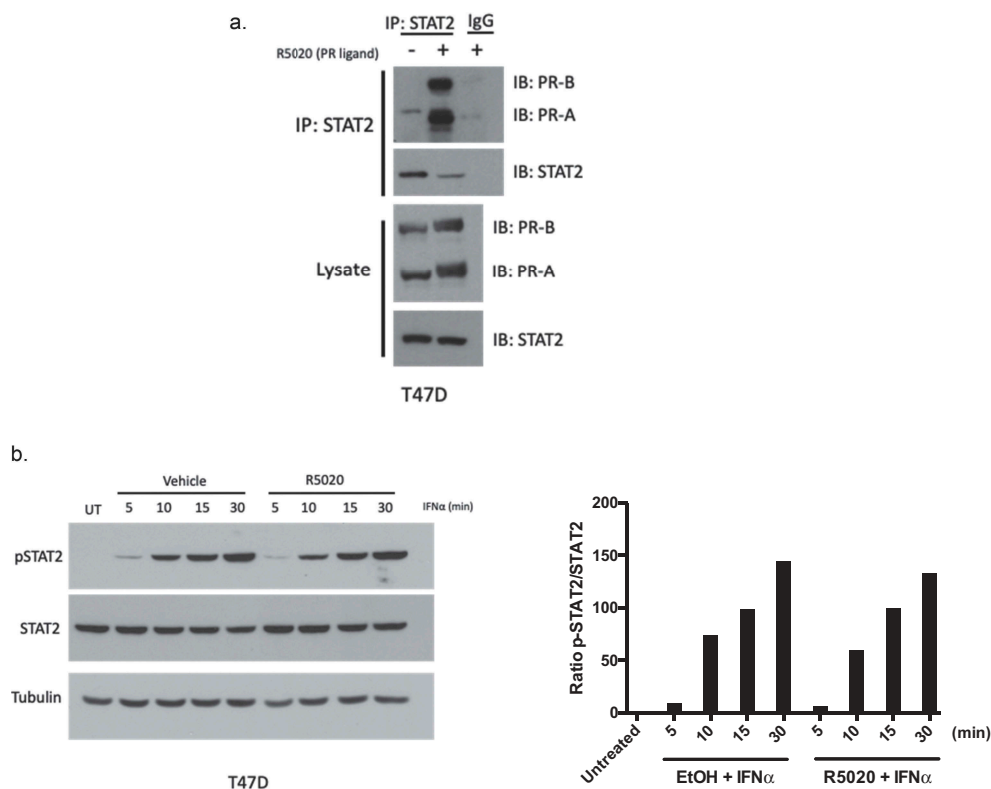 a.
IP: STAT2 IgG
R5020 (PR ligand) - + +
IB: PR-B
IP: STAT2
IB: PR-A
IB: STAT2
IB: PR-B
Lysate
IB: PR-A
IB: STAT2
T47D
b.
Vehicle R5020
UT 5 10 15 30 5 10 15 30 IFNα (min)
pSTAT2
STAT2
Tubulin
T47D
Ratio p-STAT2/STAT2
200
150
100
50
0
Untreated 5 10 15 30 5 10 15 30 (min)
EtOH + IFNα R5020 + IFNα